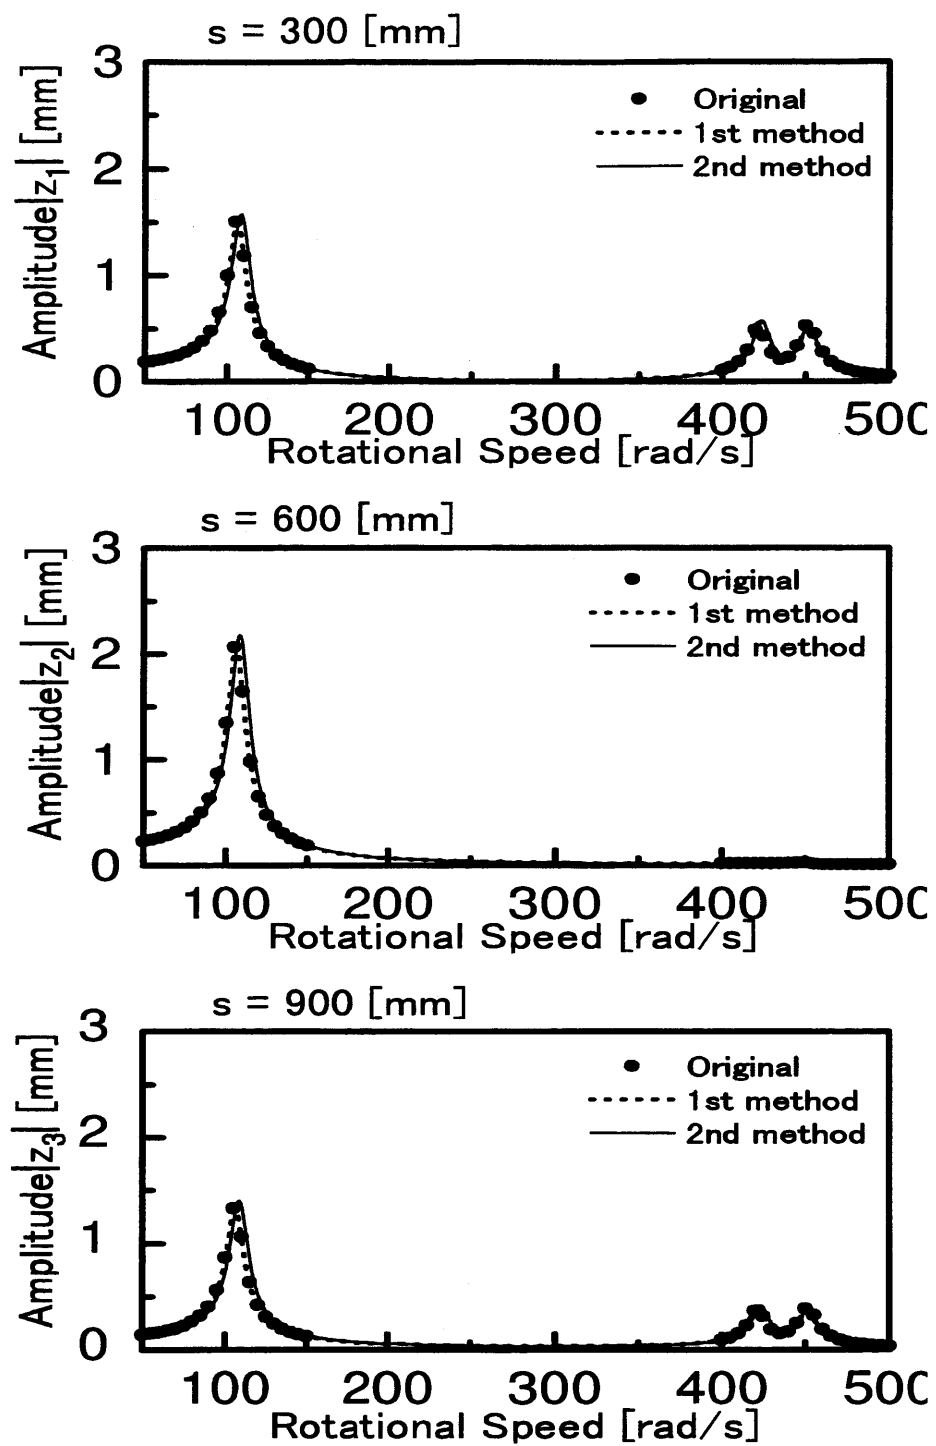 s = 300 [mm]
Amplitude|z1| [mm]
3
2
1
0
Original
1st method
2nd method
100 200 300 400 500
Rotational Speed [rad/s]
s = 600 [mm]
Amplitude|z2| [mm]
3
2
1
0
Original
1st method
2nd method
100 200 300 400 500
Rotational Speed [rad/s]
s = 900 [mm]
Amplitude|z3| [mm]
3
2
1
0
Original
1st method
2nd method
100 200 300 400 500
Rotational Speed [rad/s]